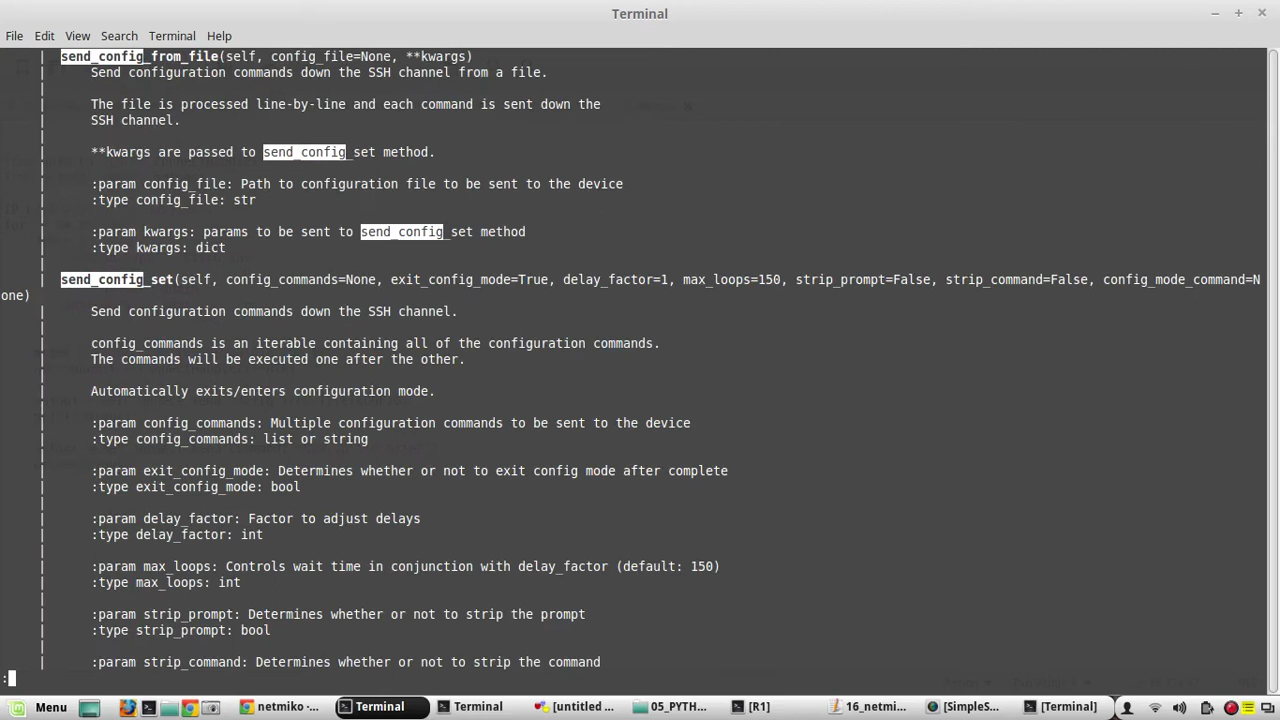 Terminal
File Edit View Search Terminal Help
| send_config_from_file(self, config_file=None, **kwargs)
| Send configuration commands down the SSH channel from a file.
|
| The file is processed line-by-line and each command is sent down the
| SSH channel.
|
| **kwargs are passed to send_config_set method.
|
| :param config_file: Path to configuration file to be sent to the device
| :type config_file: str
|
| :param kwargs: params to be sent to send_config_set method
| :type kwargs: dict
|
| send_config_set(self, config_commands=None, exit_config_mode=True, delay_factor=1, max_loops=150, strip_prompt=False, strip_command=False, config_mode_command=N
one)
| Send configuration commands down the SSH channel.
|
| config_commands is an iterable containing all of the configuration commands.
| The commands will be executed one after the other.
|
| Automatically exits/enters configuration mode.
|
| :param config_commands: Multiple configuration commands to be sent to the device
| :type config_commands: list or string
|
| :param exit_config_mode: Determines whether or not to exit config mode after complete
| :type exit_config_mode: bool
|
| :param delay_factor: Factor to adjust delays
| :type delay_factor: int
|
| :param max_loops: Controls wait time in conjunction with delay_factor (default: 150)
| :type max_loops: int
|
| :param strip_prompt: Determines whether or not to strip the prompt
| :type strip_prompt: bool
|
| :param strip_command: Determines whether or not to strip the command
:
Menu netmiko -... Terminal Terminal [untitled ... 05_PYTH... [R1] 16_netmi... [SimpleS... [Terminal]